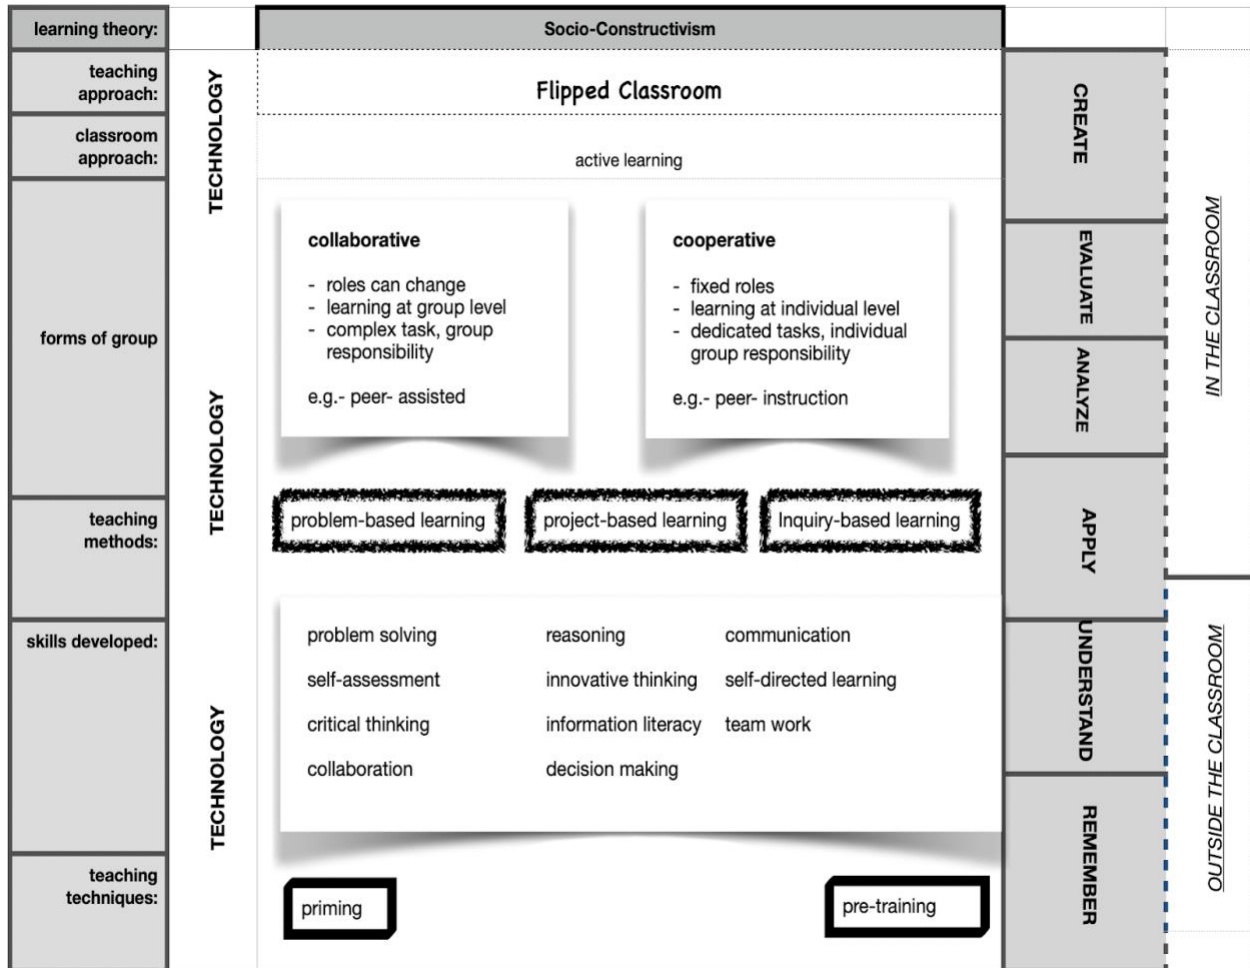 learning theory:
Socio-Constructivism
teaching
approach:
Flipped Classroom
classroom
approach:
active learning
TECHNOLOGY
forms of group
collaborative
- roles can change
- learning at group level
- complex task, group
responsibility
e.g.- peer- assisted
cooperative
- fixed roles
- learning at individual level
- dedicated tasks, individual
group responsibility
e.g.- peer- instruction
TECHNOLOGY
teaching
methods:
problem-based learning
project-based learning
Inquiry-based learning
skills developed:
problem solving
reasoning
communication
self-assessment
innovative thinking
self-directed learning
critical thinking
information literacy
team work
collaboration
decision making
TECHNOLOGY
teaching
techniques:
priming
pre-training
CREATE
EVALUATE
ANALYZE
APPLY
UNDERSTAND
REMEMBER
IN THE CLASSROOM
OUTSIDE THE CLASSROOM